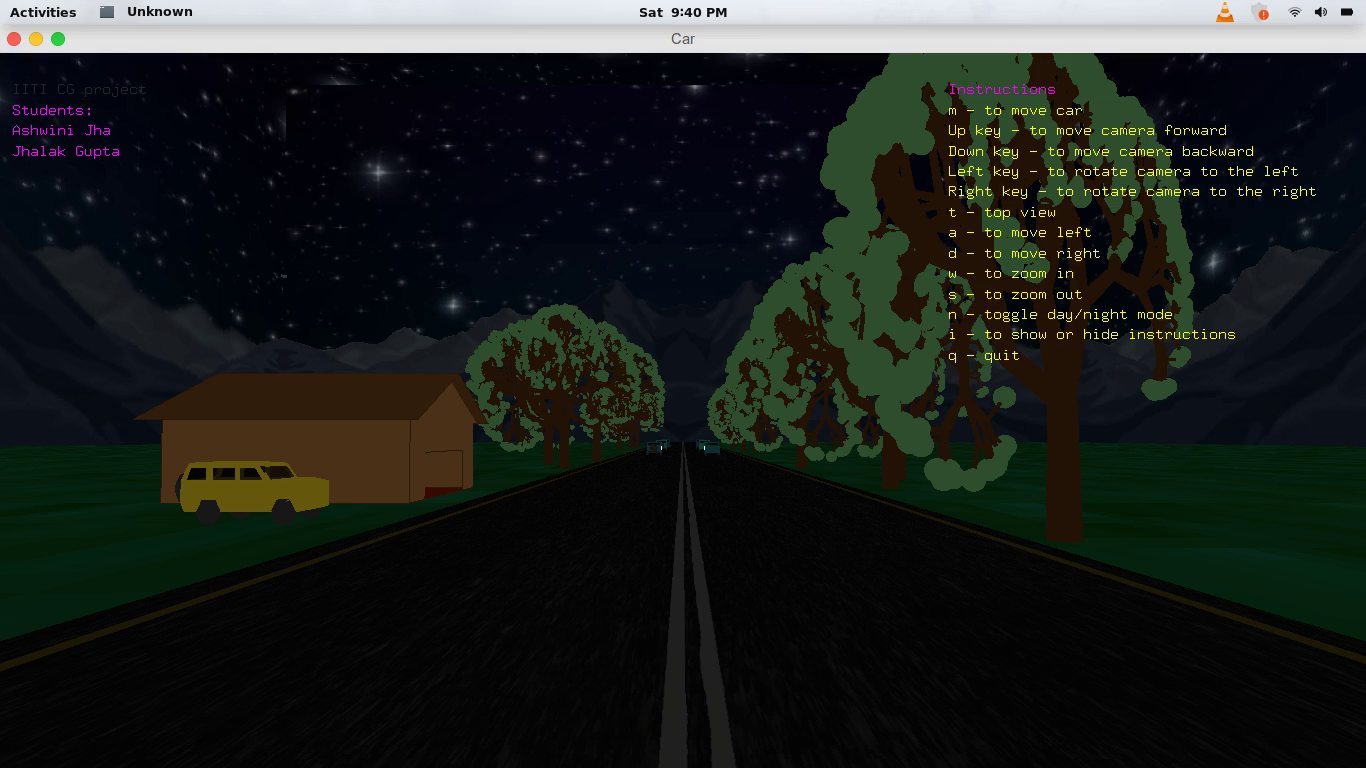 Activities Unknown Sat 9:40 PM
Car
IITI CG project
Students:
Ashwini Jha
Jhalak Gupta
Instructions
m - to move car
Up key - to move camera forward
Down key - to move camera backward
Left key - to rotate camera to the left
Right key - to rotate camera to the right
t - top view
a - to move left
d - to move right
w - to zoom in
s - to zoom out
n - toggle day/night mode
i - to show or hide instructions
q - quit